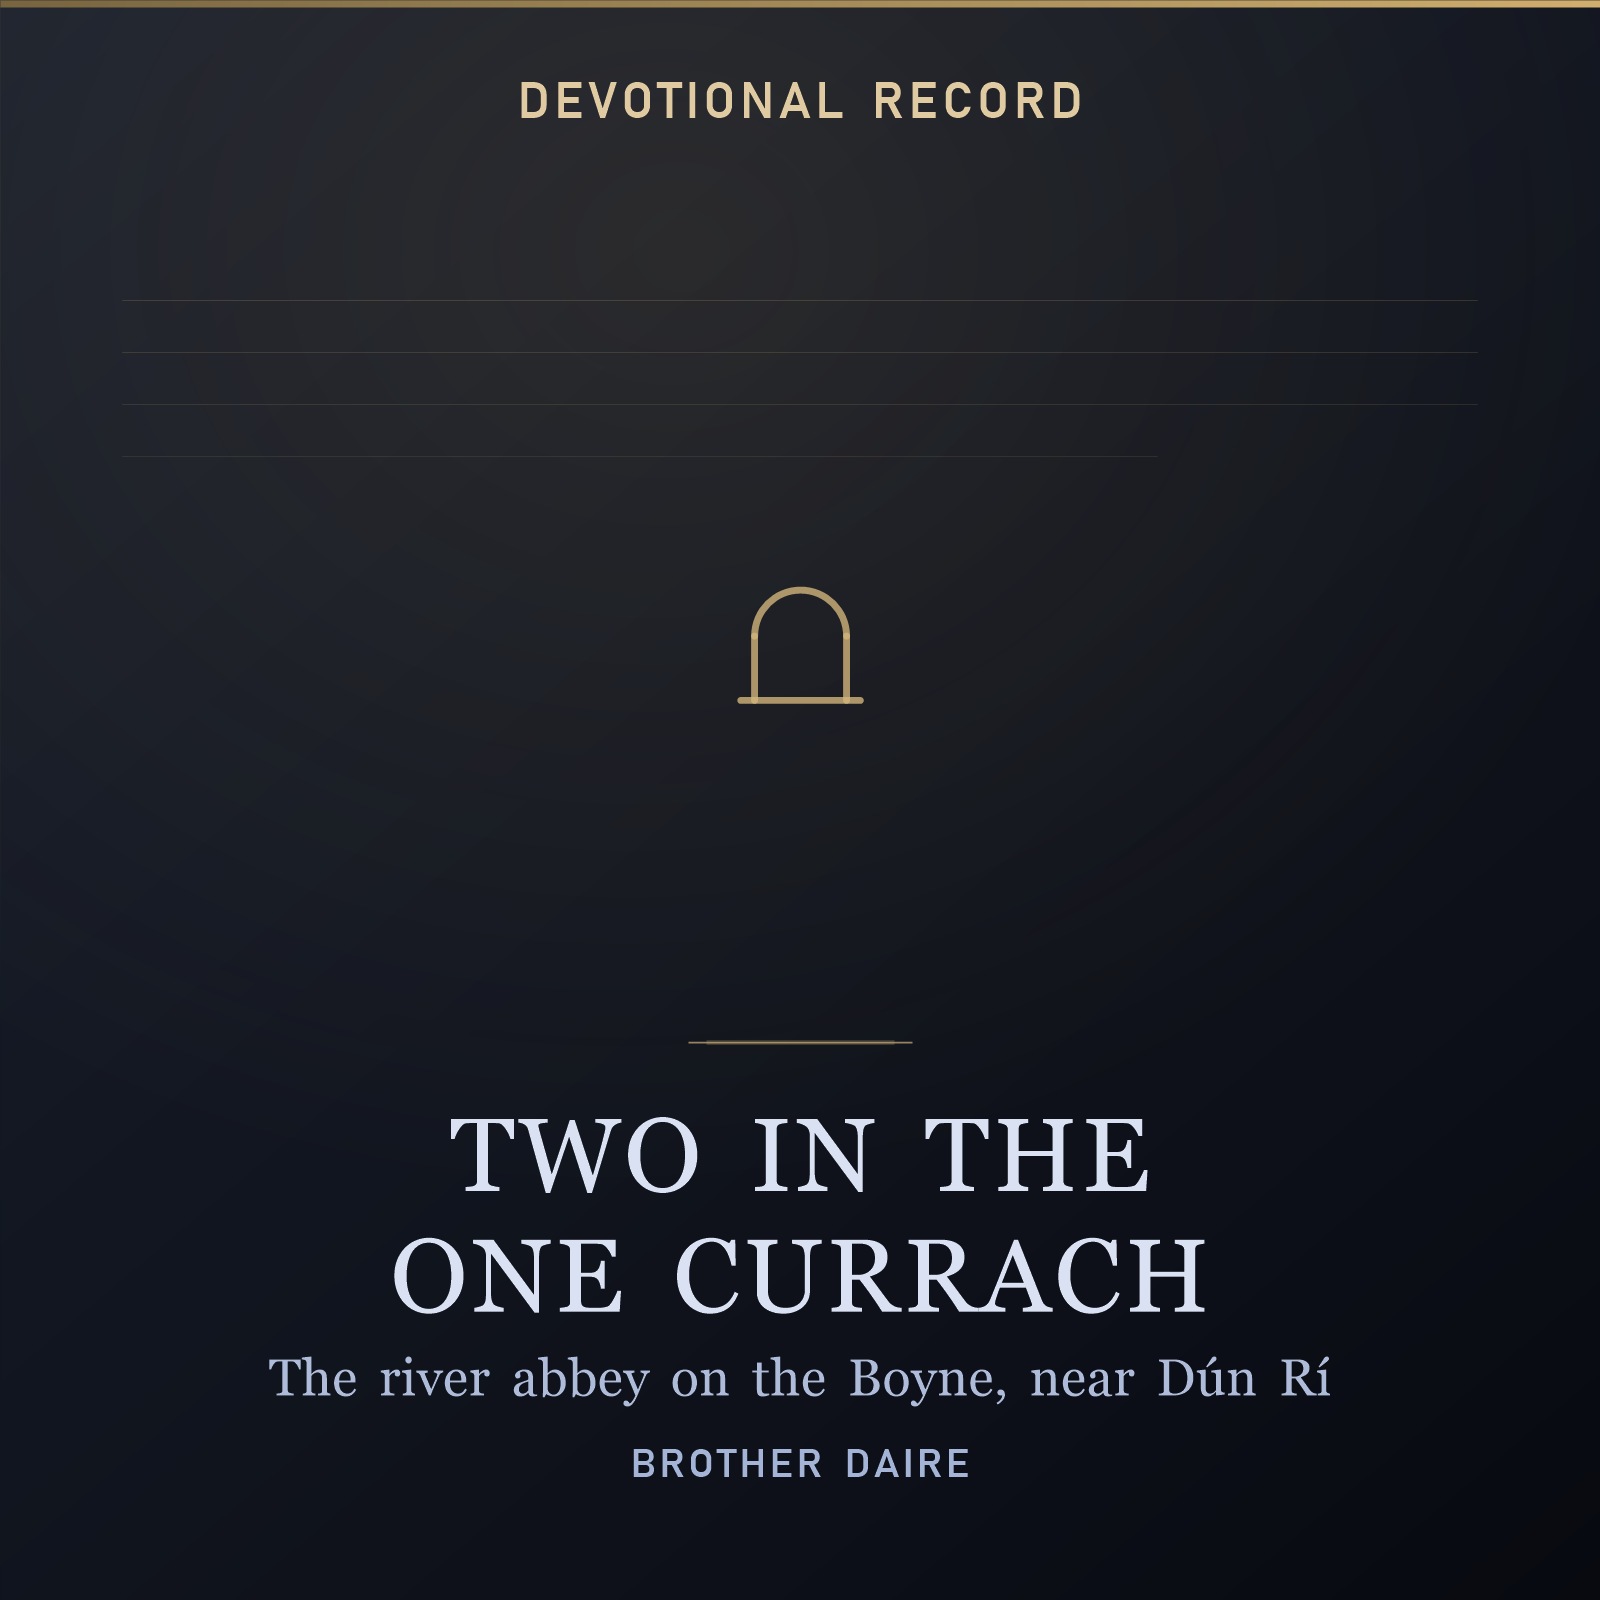 DEVOTIONAL RECORD
TWO IN THE
ONE CURRACH
The river abbey on the Boyne, near Dún Rí
BROTHER DAIRE